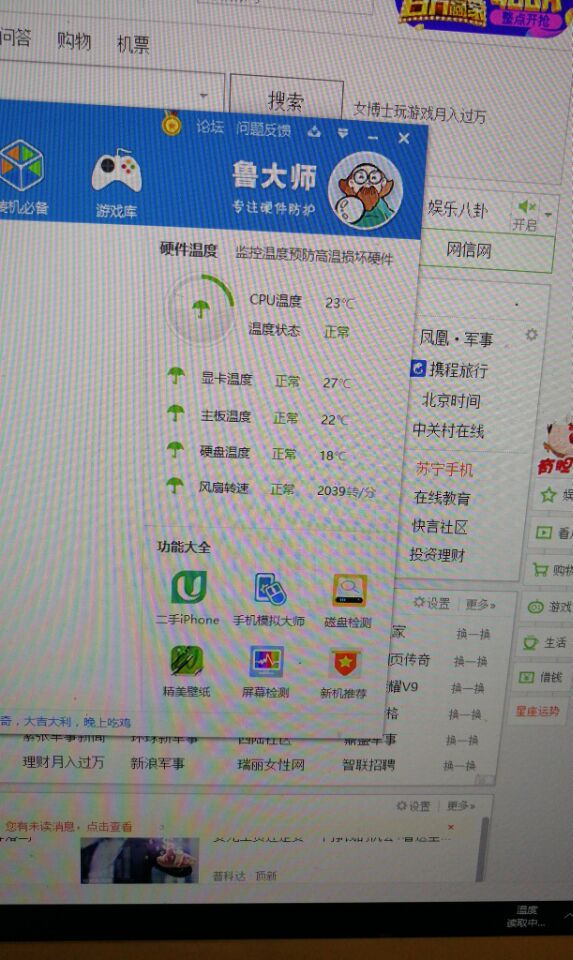 问答 购物 机票
整点开抢
搜索
女博士玩游戏月入过万
论坛 问题反馈
装机必备
游戏库
鲁大师
专注硬件防护
娱乐八卦
开启
网信网
硬件温度 监控温度预防高温损坏硬件
CPU温度 23℃
温度状态 正常
显卡温度 正常 27℃
主板温度 正常 22℃
硬盘温度 正常 18℃
风扇转速 正常 2039转/分
凤凰·军事
携程旅行
北京时间
中关村在线
苏宁手机
在线教育
快言社区
投资理财
功能大全
二手iPhone 手机模拟大师 磁盘检测
精美壁纸 屏幕检测 新机推荐
设置 更多»
家 换一换
页传奇 换一换
耀V9 换一换
格 换一换
购物
游戏
生活
借钱
星座运势
奇，大吉大利，晚上吃鸡
换一换
理财月入过万 新浪军事 瑞丽女性网 智联招聘 换一换
设置 更多»
您有未读消息，点击查看
普科达 顶新
温度
读取中...